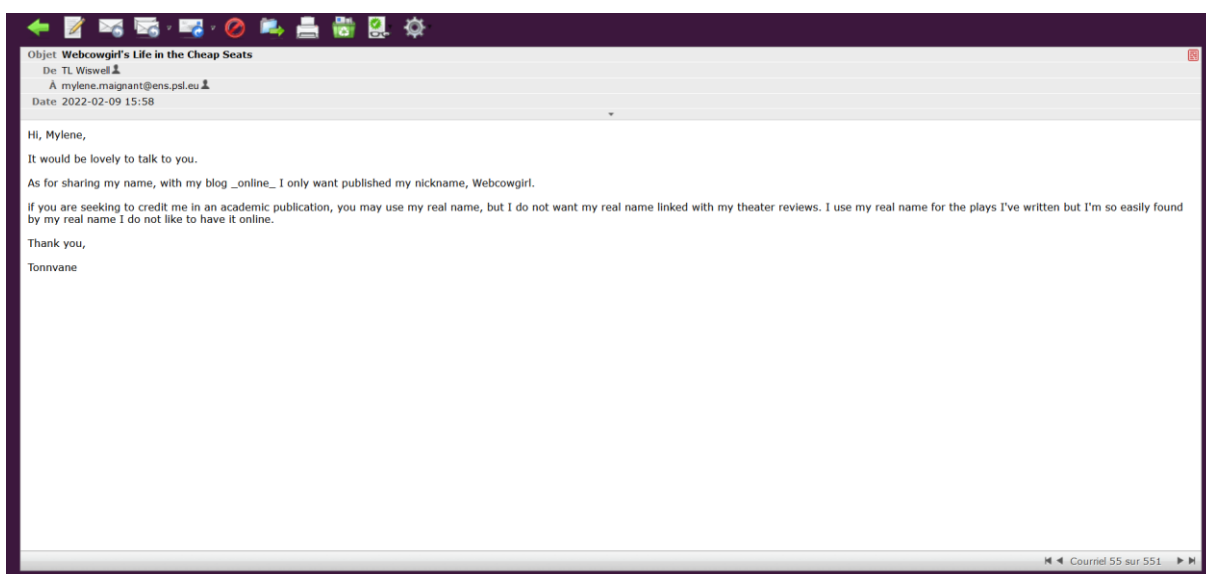 Objet Webcowgirl's Life in the Cheap Seats
De TL Wiswell
À mylene.maignant@ens.psl.eu
Date 2022-02-09 15:58
Hi, Mylene,
It would be lovely to talk to you.
As for sharing my name, with my blog _online_ I only want published my nickname, Webcowgirl.
if you are seeking to credit me in an academic publication, you may use my real name, but I do not want my real name linked with my theater reviews. I use my real name for the plays I've written but I'm so easily found
by my real name I do not like to have it online.
Thank you,
Tonnvane
Courriel 55 sur 551